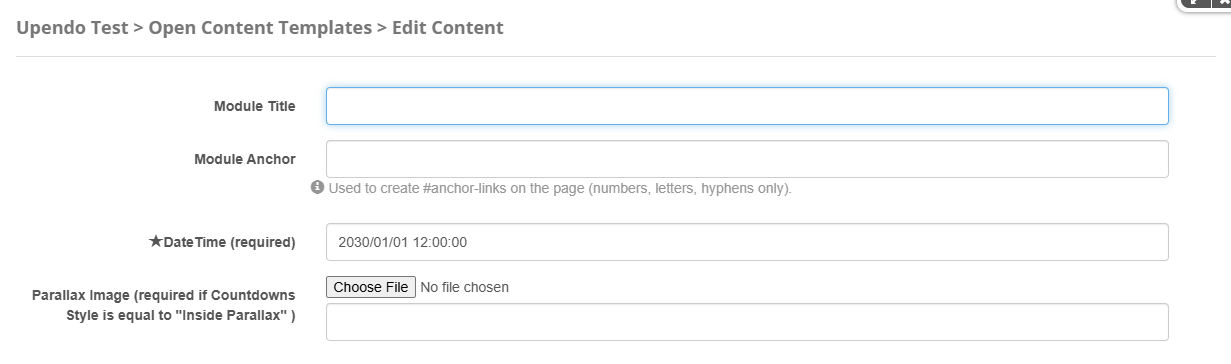 Upendo Test > Open Content Templates > Edit Content
Module Title
Module Anchor
Used to create #anchor-links on the page (numbers, letters, hyphens only).
★DateTime (required)
2030/01/01 12:00:00
Parallax Image (required if Countdowns
Style is equal to "Inside Parallax" )
Choose File No file chosen